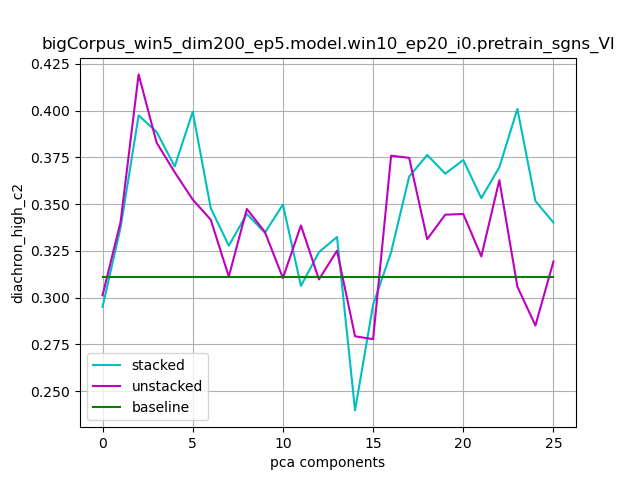 bigCorpus_win5_dim200_ep5.model.win10_ep20_i0.pretrain_sgns_VI
0.425
0.400
0.375
0.350
0.325
0.300
0.275
0.250
diachron_high_c2
stacked
unstacked
baseline
0 5 10 15 20 25
pca components